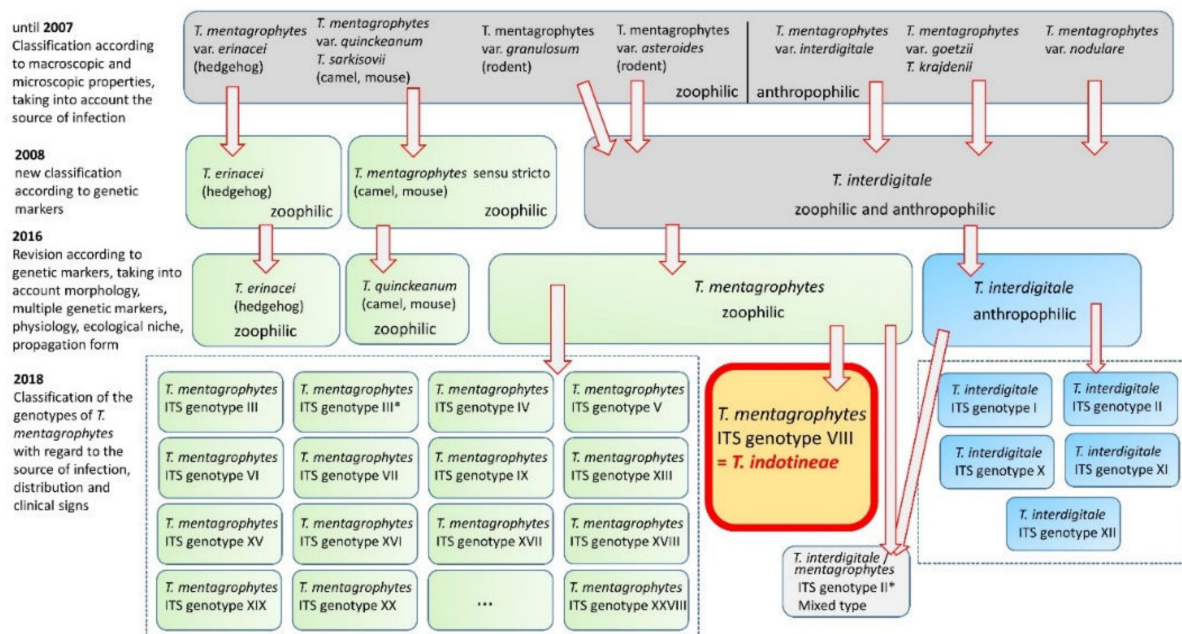 until 2007
Classification according
to macroscopic and
microscopic properties,
taking into account the
source of infection
T. mentagrophytes
var. erinacei
(hedgehog)
T. mentagrophytes
var. quinckeanum
T. sarkisovii
(camel, mouse)
T. mentagrophytes
var. granulosum
(rodent)
T. mentagrophytes
var. asteroides
(rodent)
zoophilic
T. mentagrophytes
var. interdigitale
anthropophilic
T. mentagrophytes
var. goetzii
T. krajdenii
T. mentagrophytes
var. nodulare
2008
new classification
according to genetic
markers
T. erinacei
(hedgehog)
zoophilic
T. mentagrophytes sensu stricto
(camel, mouse)
zoophilic
T. interdigitale
zoophilic and anthropophilic
2016
Revision according to
genetic markers, taking into
account morphology,
multiple genetic markers,
physiology, ecological niche,
propagation form
T. erinacei
(hedgehog)
zoophilic
T. quinckeanum
(camel, mouse)
zoophilic
T. mentagrophytes
zoophilic
T. interdigitale
anthropophilic
2018
Classification of the
genotypes of T.
mentagrophytes
with regard to the
source of infection,
distribution and
clinical signs
T. mentagrophytes
ITS genotype III
T. mentagrophytes
ITS genotype III*
T. mentagrophytes
ITS genotype IV
T. mentagrophytes
ITS genotype V
T. mentagrophytes
ITS genotype VI
T. mentagrophytes
ITS genotype VII
T. mentagrophytes
ITS genotype IX
T. mentagrophytes
ITS genotype XIII
T. mentagrophytes
ITS genotype XV
T. mentagrophytes
ITS genotype XVI
T. mentagrophytes
ITS genotype XVII
T. mentagrophytes
ITS genotype XVIII
T. mentagrophytes
ITS genotype XIX
T. mentagrophytes
ITS genotype XX
...
T. mentagrophytes
ITS genotype XXVIII
T. mentagrophytes
ITS genotype VIII
= T. indotineae
T. interdigitale /
mentagrophytes
ITS genotype II*
Mixed type
T. interdigitale
ITS genotype I
T. interdigitale
ITS genotype II
T. interdigitale
ITS genotype X
T. interdigitale
ITS genotype XI
T. interdigitale
ITS genotype XII